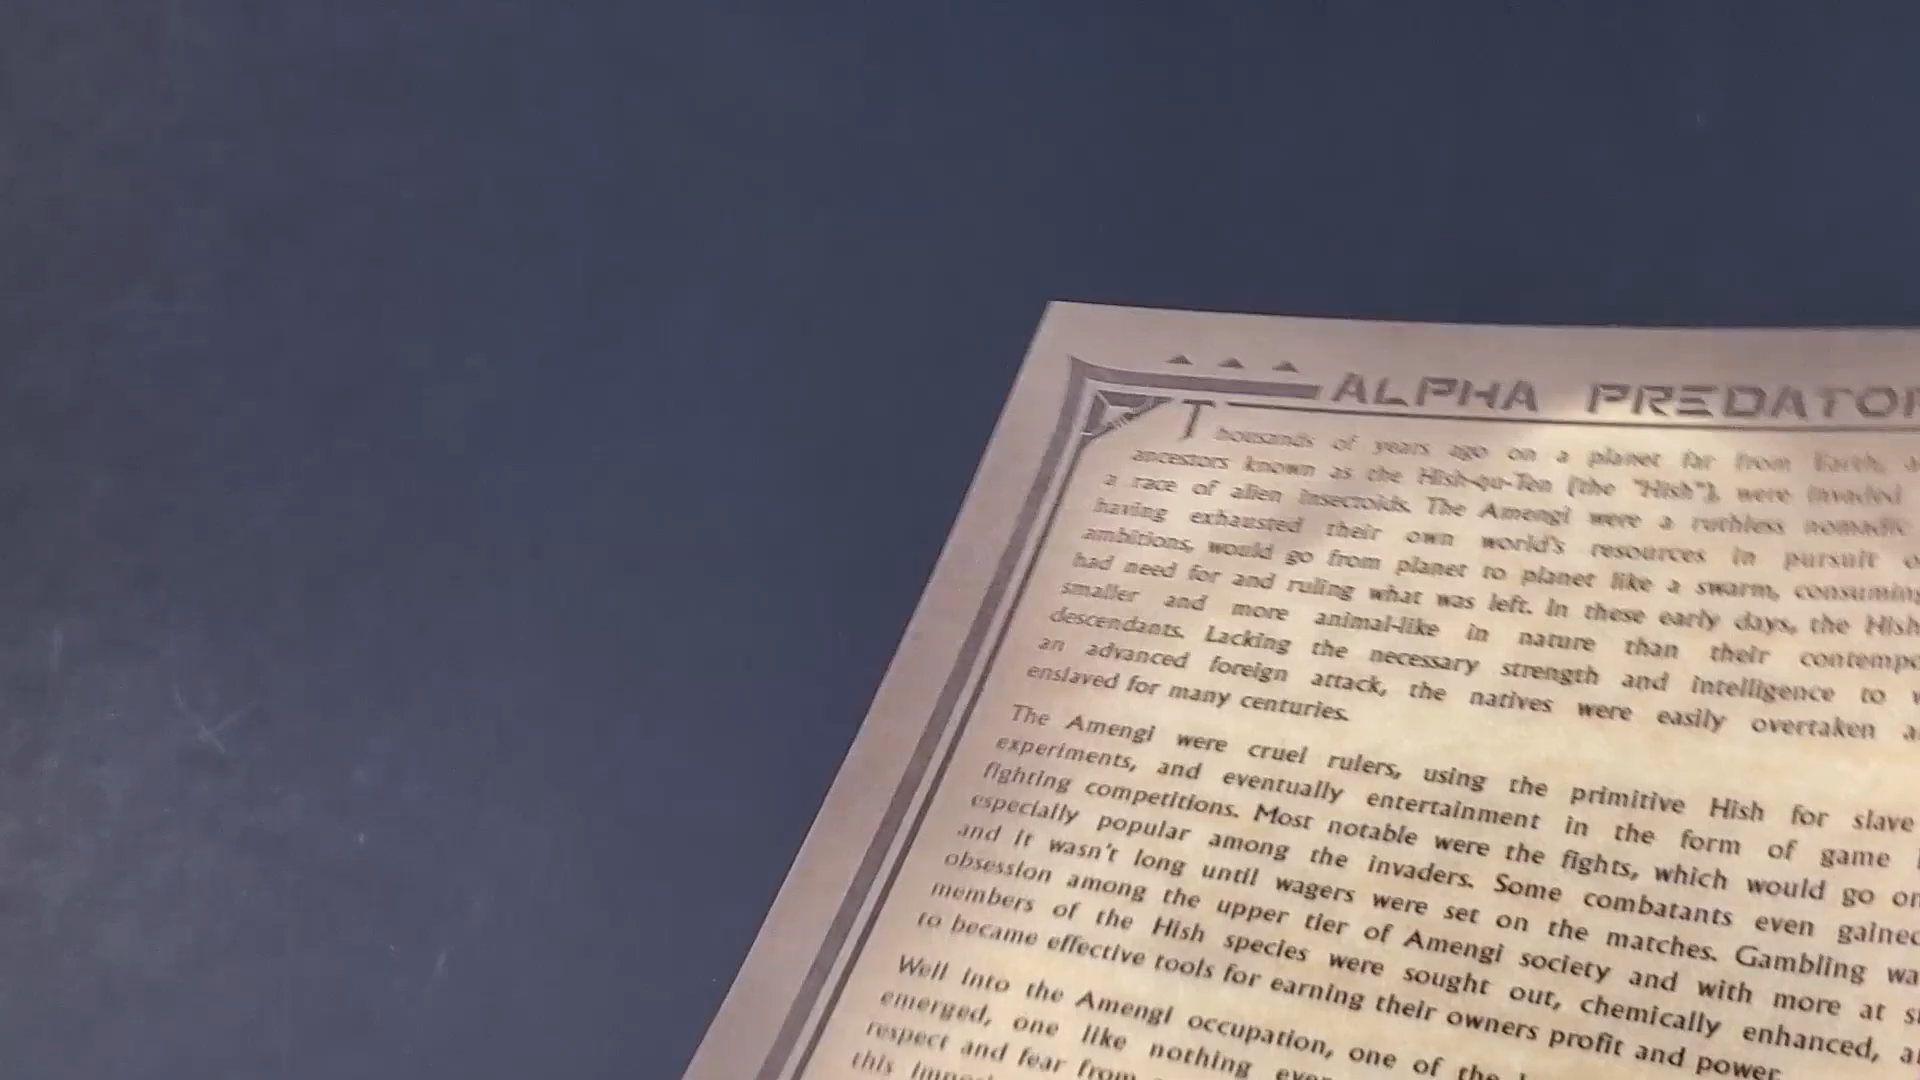 ALPHA PREDATOR
Thousands of years ago on a planet far from Earth,
ancestors known as the Hish-qu-Ten (the "Hish"), were invaded
a race of alien insectoids. The Amengi were a ruthless nomadic
having exhausted their own world's resources in pursuit
ambitions, would go from planet to planet like a swarm, consuming
had need for and ruling what was left. In these early days, the Hish
smaller and more animal-like in nature than their
descendants. Lacking the necessary strength and intelligence to
an advanced foreign attack, the natives were easily overtaken
enslaved for many centuries.
The Amengi were cruel rulers, using the primitive Hish for slave
experiments, and eventually entertainment in the form of game
fighting competitions. Most notable were the fights, which would go on
especially popular among the invaders. Some combatants even gained
and it wasn't long until wagers were set on the matches. Gambling
obsession among the upper tier of Amengi society and with more at
members of the Hish species were sought out, chemically enhanced,
to became effective tools for earning their owners profit and power.
Well into the Amengi occupation, one of the
emerged, one like nothing
respect and fear from
this